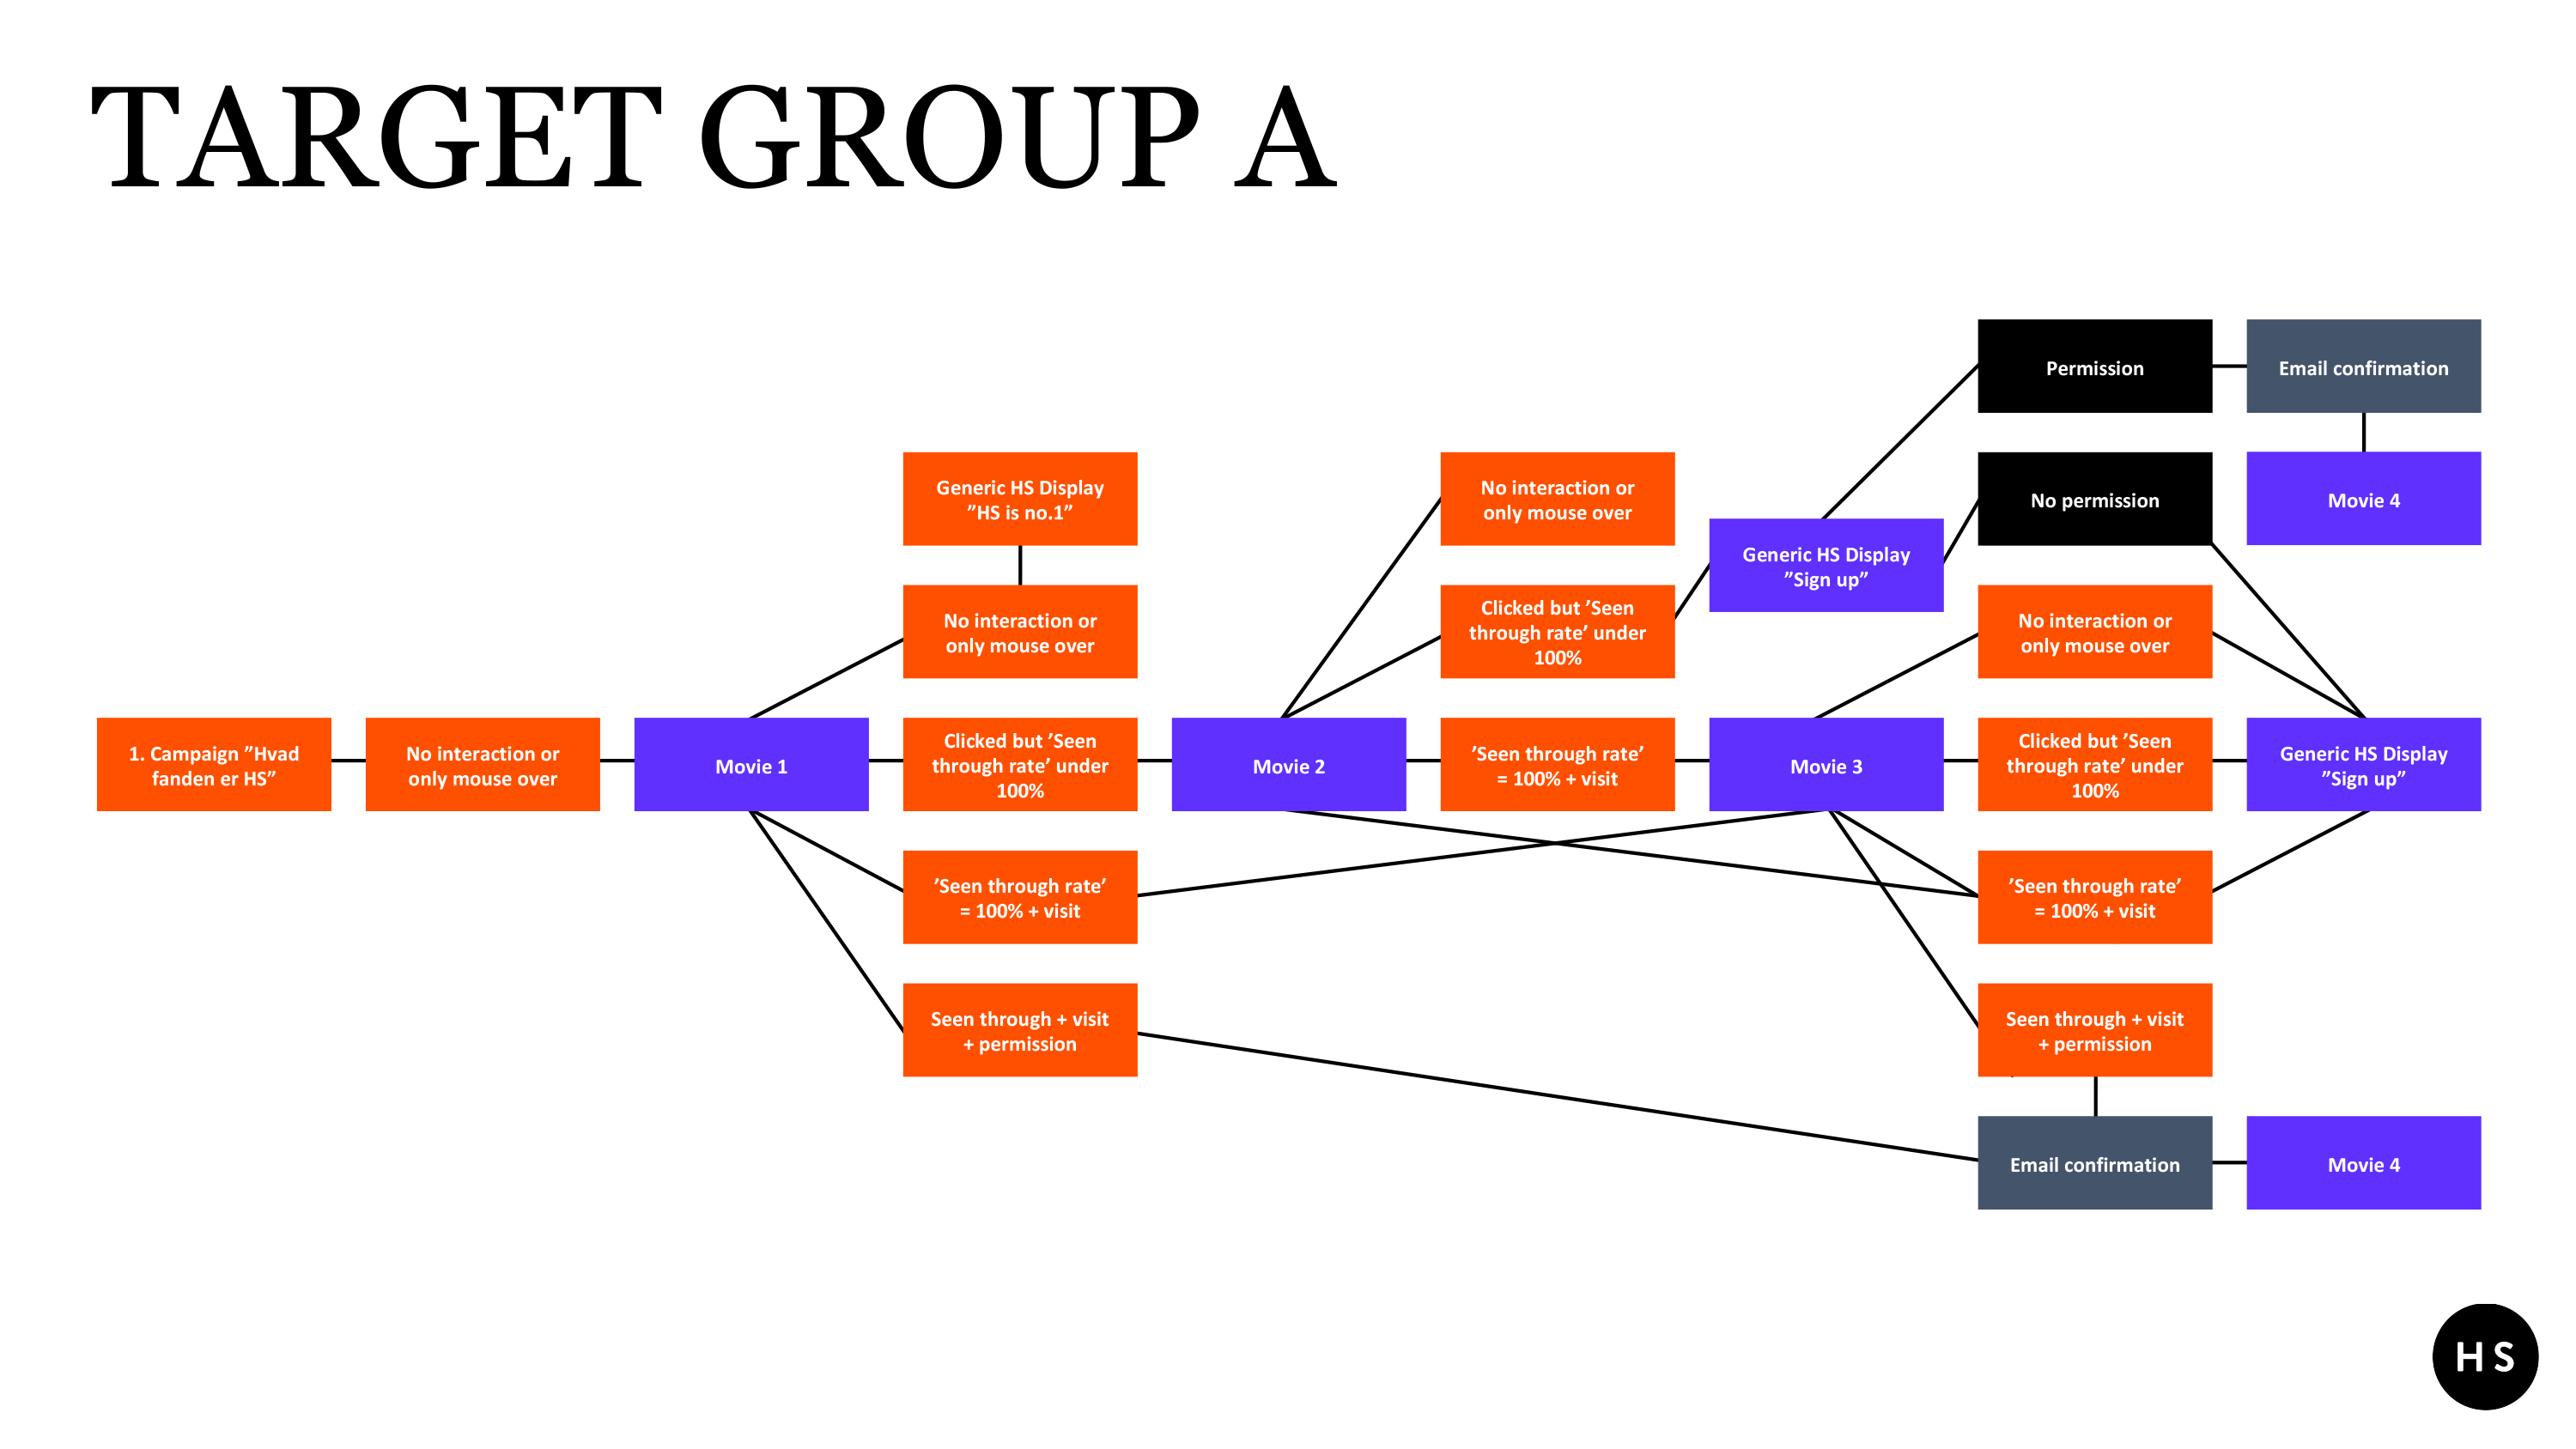 TARGET GROUP A
Permission
Email confirmation
Generic HS Display
”HS is no.1”
No interaction or
only mouse over
No permission
Movie 4
Generic HS Display
”Sign up”
No interaction or
only mouse over
Clicked but ’Seen
through rate’ under
100%
No interaction or
only mouse over
1. Campaign ”Hvad
fanden er HS”
No interaction or
only mouse over
Movie 1
Clicked but ’Seen
through rate’ under
100%
Movie 2
’Seen through rate’
= 100% + visit
Movie 3
Clicked but ’Seen
through rate’ under
100%
Generic HS Display
”Sign up”
’Seen through rate’
= 100% + visit
’Seen through rate’
= 100% + visit
Seen through + visit
+ permission
Seen through + visit
+ permission
Email confirmation
Movie 4
HS